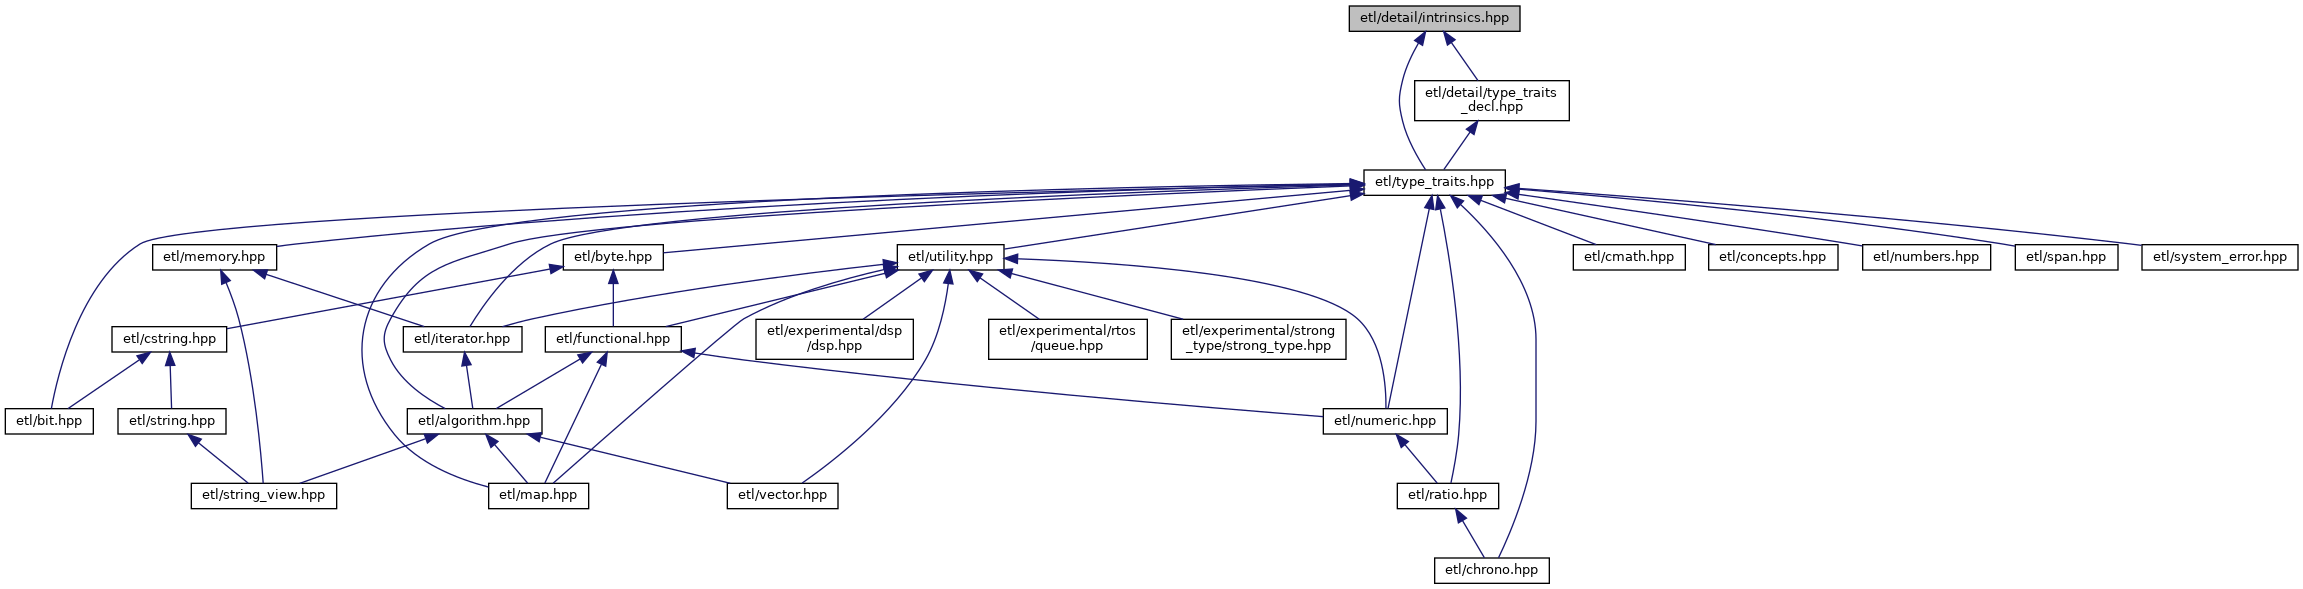 etl/detail/intrinsics.hpp
etl/detail/type_traits
_decl.hpp
etl/type_traits.hpp
etl/memory.hpp
etl/byte.hpp
etl/utility.hpp
etl/cmath.hpp
etl/concepts.hpp
etl/numbers.hpp
etl/span.hpp
etl/system_error.hpp
etl/cstring.hpp
etl/iterator.hpp
etl/functional.hpp
etl/experimental/dsp
/dsp.hpp
etl/experimental/rtos
/queue.hpp
etl/experimental/strong
_type/strong_type.hpp
etl/bit.hpp
etl/string.hpp
etl/algorithm.hpp
etl/numeric.hpp
etl/string_view.hpp
etl/map.hpp
etl/vector.hpp
etl/ratio.hpp
etl/chrono.hpp